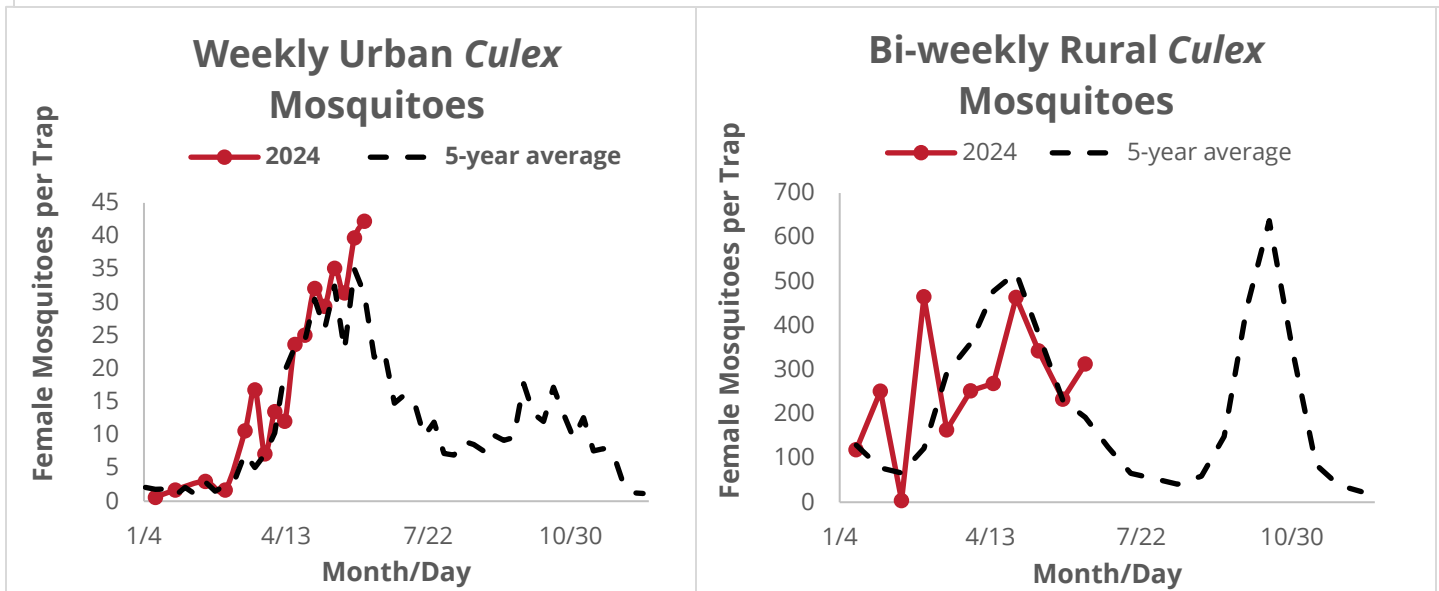 Weekly Urban Culex
Mosquitoes
2024
5-year average
Female Mosquitoes per Trap
45
40
35
30
25
20
15
10
5
0
1/4
4/13
7/22
10/30
Month/Day
Bi-weekly Rural Culex
Mosquitoes
2024
5-year average
Female Mosquitoes per Trap
700
600
500
400
300
200
100
0
1/4
4/13
7/22
10/30
Month/Day